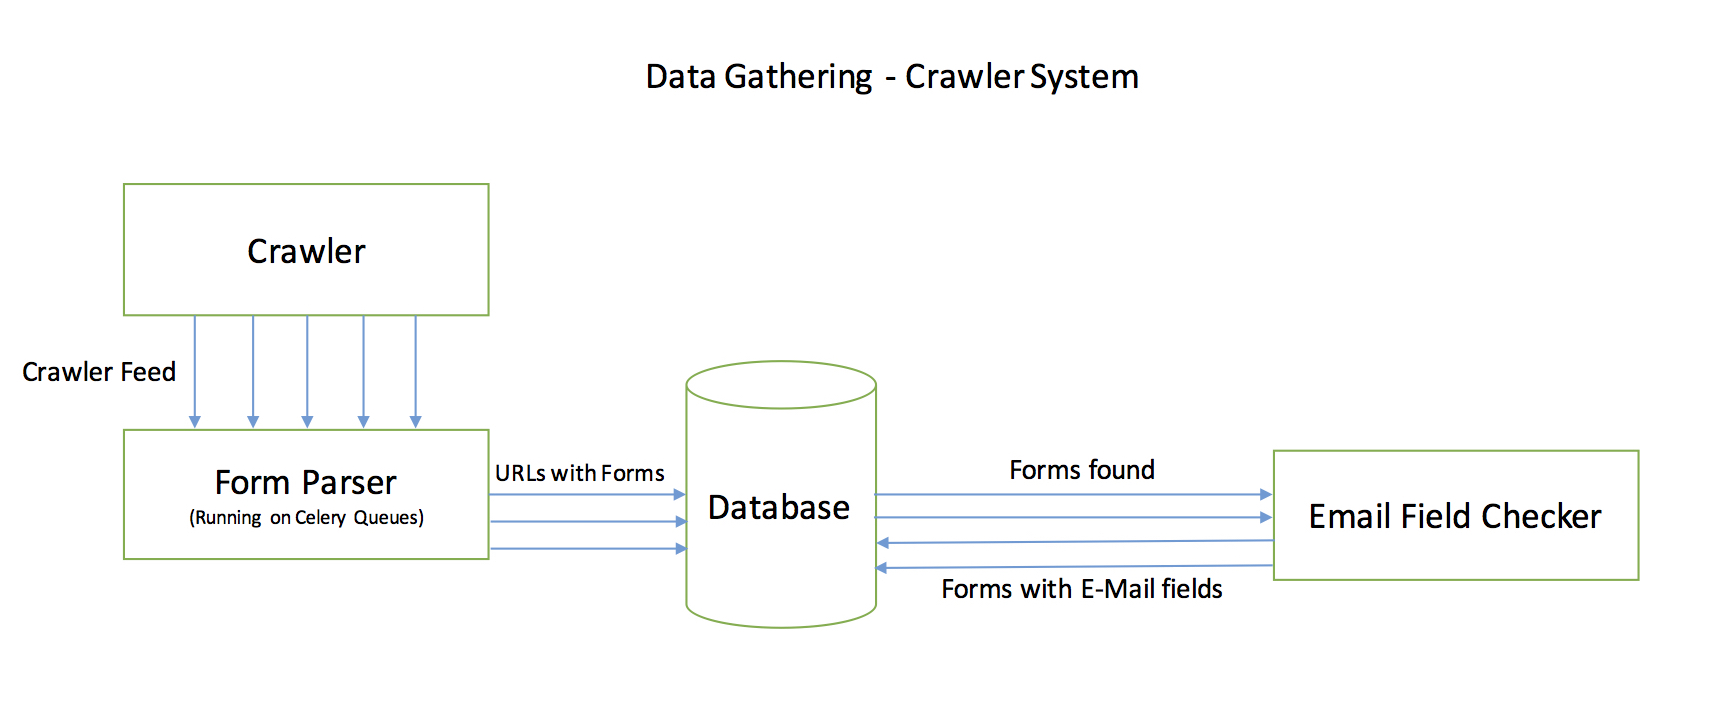 Data Gathering - Crawler System
Crawler
Crawler Feed
Form Parser
(Running on Celery Queues)
URLs with Forms
Database
Forms found
Email Field Checker
Forms with E-Mail fields